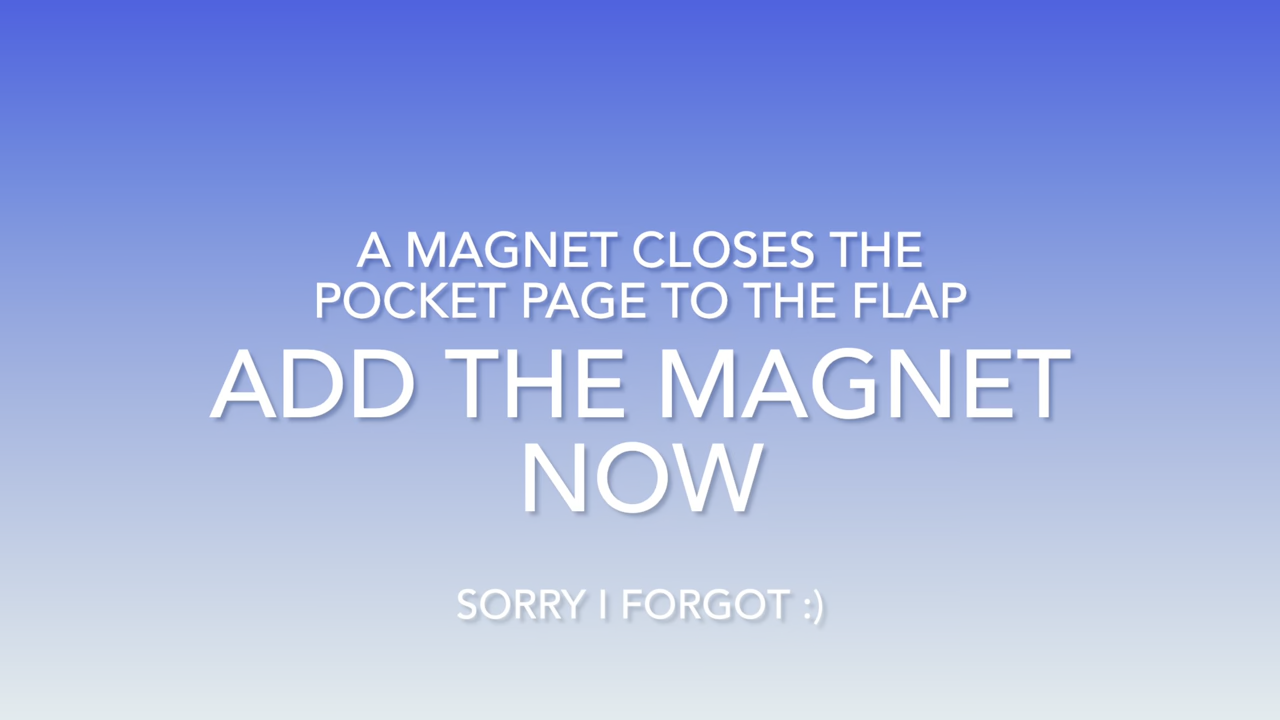 A MAGNET CLOSES THE
POCKET PAGE TO THE FLAP
ADD THE MAGNET
NOW
SORRY I FORGOT :)